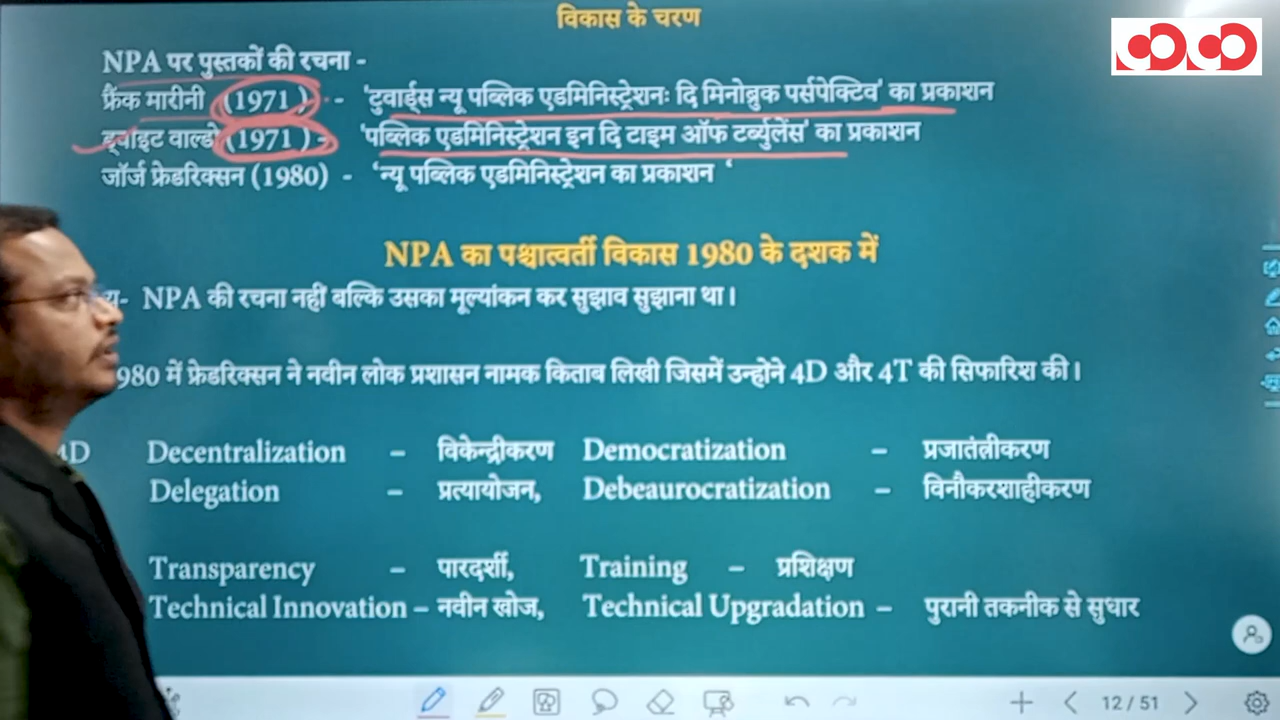 विकास के चरण
NPA पर पुस्तकों की रचना -
फ्रैंक मारीनी (1971) - 'टुवार्ड्स न्यू पब्लिक एडमिनिस्ट्रेशनः दि मिनोब्रुक पर्सपेक्टिव' का प्रकाशन
ड्वाइट वाल्डो (1971) - 'पब्लिक एडमिनिस्ट्रेशन इन दि टाइम ऑफ टर्ब्युलेंस' का प्रकाशन
जॉर्ज फ्रेडरिक्सन (1980) - 'न्यू पब्लिक एडमिनिस्ट्रेशन का प्रकाशन '
NPA का पश्चात्वर्ती विकास 1980 के दशक में
- NPA की रचना नहीं बल्कि उसका मूल्यांकन कर सुझाव सुझाना था।
980 में फ्रेडरिक्सन ने नवीन लोक प्रशासन नामक किताब लिखी जिसमें उन्होंने 4D और 4T की सिफारिश की।
4D Decentralization - विकेन्द्रीकरण Democratization - प्रजातंत्रीकरण
Delegation - प्रत्यायोजन, Debeaurocratization - विनौकरशाहीकरण
Transparency - पारदर्शी, Training - प्रशिक्षण
Technical Innovation - नवीन खोज, Technical Upgradation - पुरानी तकनीक से सुधार
12 / 51